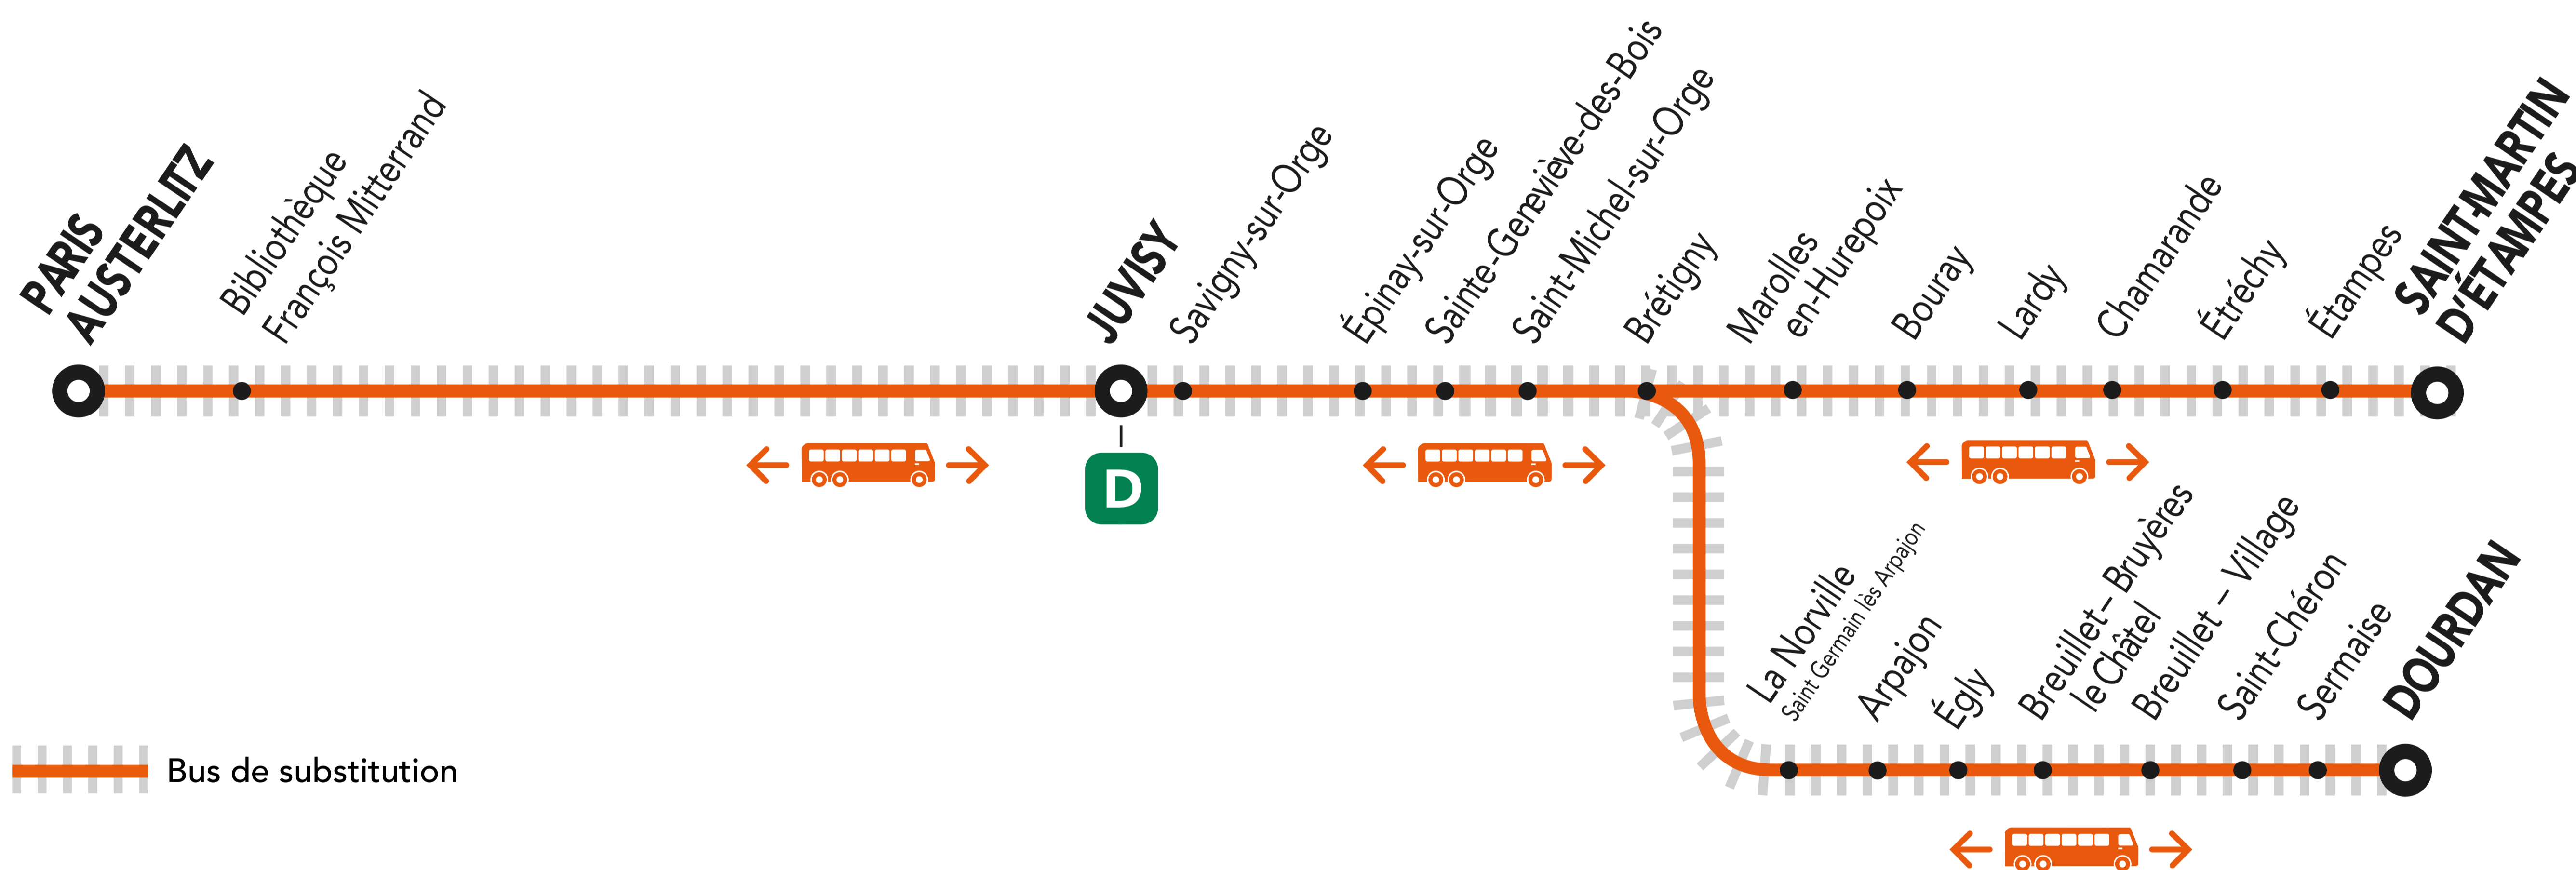 PARIS
AUSTERLITZ
Bibliothèque
François Mitterrand
JUVISY
Savigny-sur-Orge
Épinay-sur-Orge
Sainte-Geneviève-des-Bois
Saint-Michel-sur-Orge
Brétigny
Marolles
en-Hurepoix
Bouray
Lardy
Chamarande
Étréchy
Étampes
SAINT-MARTIN
D'ÉTAMPES
D
La Norville
Saint Germain lès Arpajon
Arpajon
Égly
Breuillet – Bruyères
le Châtel
Breuillet – Village
Saint-Chéron
Sermaise
DOURDAN
Bus de substitution